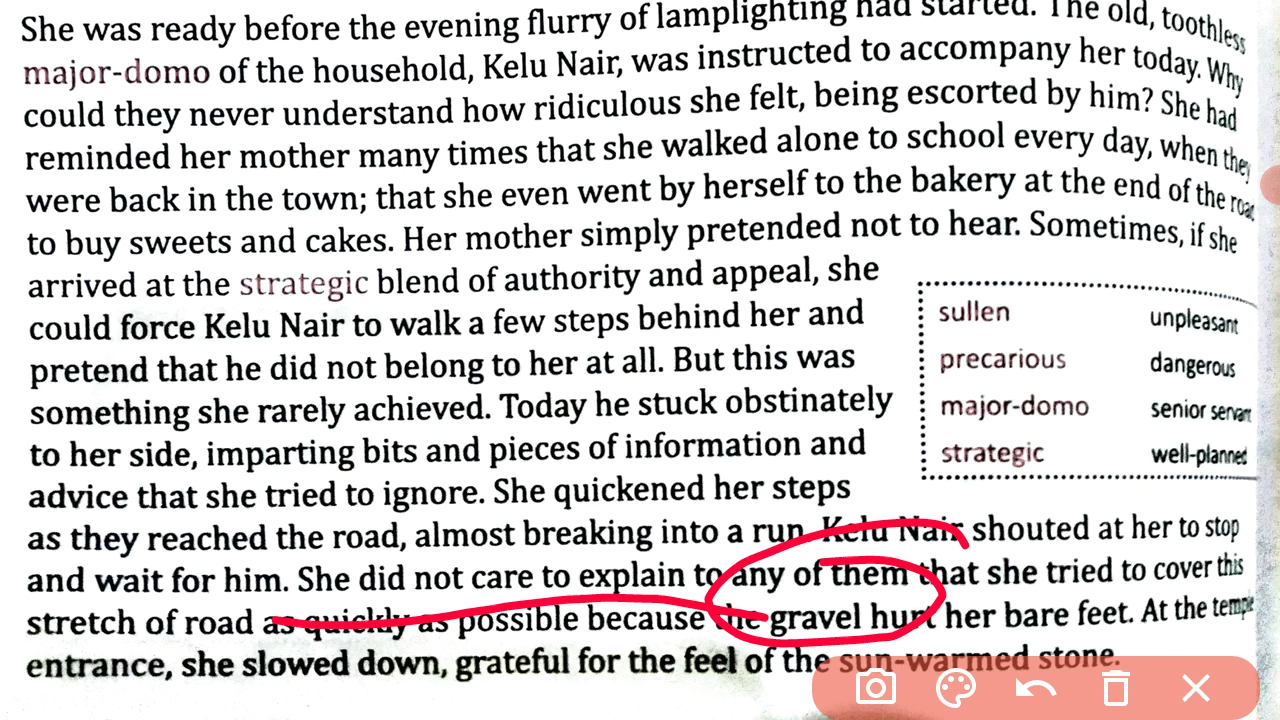 She was ready before the evening flurry of lamplighting had started. The old, toothless
major-domo of the household, Kelu Nair, was instructed to accompany her today. Why
could they never understand how ridiculous she felt, being escorted by him? She had
reminded her mother many times that she walked alone to school every day, when they
were back in the town; that she even went by herself to the bakery at the end of the road
to buy sweets and cakes. Her mother simply pretended not to hear. Sometimes, if she
arrived at the strategic blend of authority and appeal, she
could force Kelu Nair to walk a few steps behind her and
pretend that he did not belong to her at all. But this was
something she rarely achieved. Today he stuck obstinately
to her side, imparting bits and pieces of information and
advice that she tried to ignore. She quickened her steps
as they reached the road, almost breaking into a run. Kelu Nair shouted at her to stop
and wait for him. She did not care to explain to any of them that she tried to cover this
stretch of road as quickly as possible because the gravel hurt her bare feet. At the temple
entrance, she slowed down, grateful for the feel of the sun-warmed stone.
sullen unpleasant
precarious dangerous
major-domo senior servant
strategic well-planned